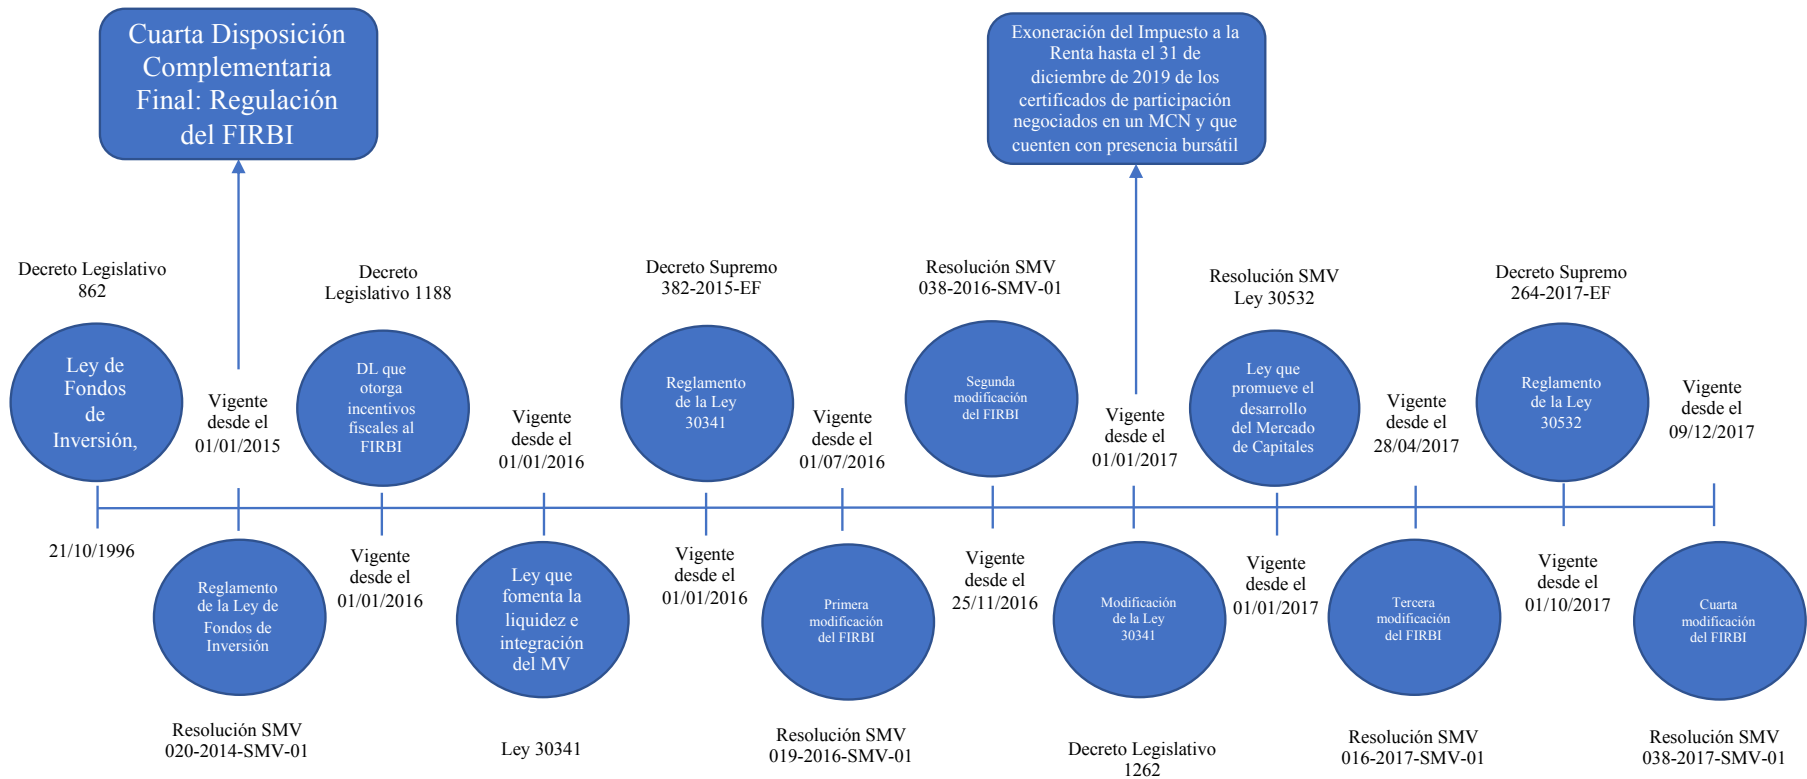 Cuarta Disposición
Complementaria
Final: Regulación
del FIRBI
Exoneración del Impuesto a la
Renta hasta el 31 de
diciembre de 2019 de los
certificados de participación
negociados en un MCN y que
cuenten con presencia bursátil
Decreto Legislativo
862
Ley de
Fondos
de
Inversión,
21/10/1996
Vigente
desde el
01/01/2015
Reglamento
de la Ley de
Fondos de
Inversión
Resolución SMV
020-2014-SMV-01
Decreto
Legislativo 1188
DL que
otorga
incentivos
fiscales al
FIRBI
Vigente
desde el
01/01/2016
Vigente
desde el
01/01/2016
Ley que
fomenta la
liquidez e
integración
del MV
Ley 30341
Decreto Supremo
382-2015-EF
Reglamento
de la Ley
30341
Vigente
desde el
01/01/2016
Vigente
desde el
01/07/2016
Primera
modificación
del FIRBI
Resolución SMV
019-2016-SMV-01
Resolución SMV
038-2016-SMV-01
Segunda
modificación
del FIRBI
Vigente
desde el
25/11/2016
Vigente
desde el
01/01/2017
Modificación
de la Ley
30341
Decreto Legislativo
1262
Resolución SMV
Ley 30532
Ley que
promueve el
desarrollo
del Mercado
de Capitales
Vigente
desde el
01/01/2017
Vigente
desde el
28/04/2017
Tercera
modificación
del FIRBI
Resolución SMV
016-2017-SMV-01
Decreto Supremo
264-2017-EF
Reglamento
de la Ley
30532
Vigente
desde el
01/10/2017
Vigente
desde el
09/12/2017
Cuarta
modificación
del FIRBI
Resolución SMV
038-2017-SMV-01